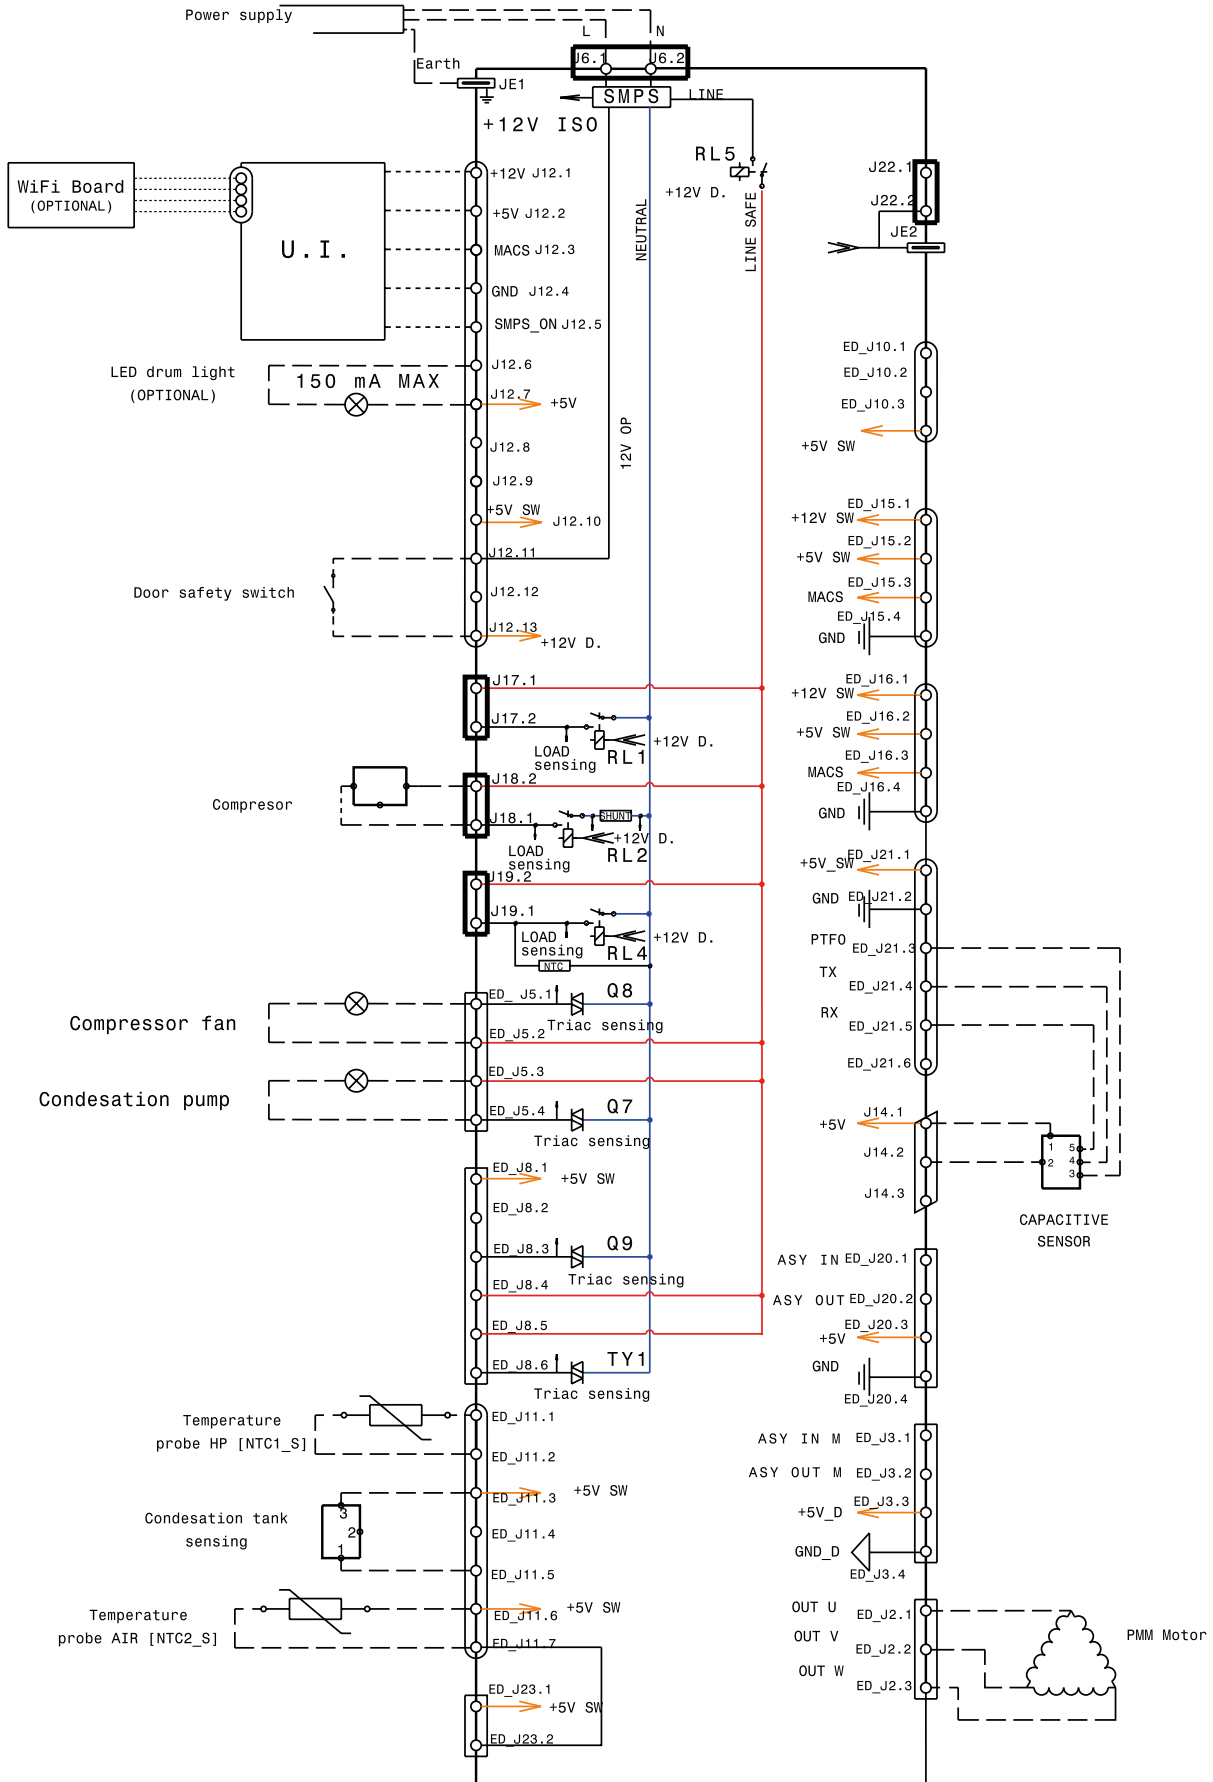 Power supply
L
N
J6.1
J6.2
Earth
JE1
SMPS
LINE
+12V ISO
RL5
+12V D.
LINE SAFE
NEUTRAL
12V OP
WiFi Board
(OPTIONAL)
U.I.
+12V J12.1
+5V J12.2
MACS J12.3
GND J12.4
SMPS_ON J12.5
LED drum light
(OPTIONAL)
150 mA MAX
J12.6
J12.7
+5V
J12.8
J12.9
+5V SW
J12.10
J12.11
Door safety switch
J12.12
J12.13
+12V D.
J17.1
J17.2
LOAD
sensing
RL1
+12V D.
Compresor
J18.2
J18.1
SHUNT
LOAD
sensing
+12V D.
RL2
J19.2
J19.1
LOAD
sensing
RL4
+12V D.
NTC
Compressor fan
ED_ J5.1
Q8
Triac sensing
ED_J5.2
Condesation pump
ED_J5.3
ED_J5.4
Q7
Triac sensing
ED_J8.1
+5V SW
ED_J8.2
ED_J8.3
Q9
Triac sensing
ED_J8.4
ED_J8.5
ED_J8.6
TY1
Triac sensing
Temperature
probe HP [NTC1_S]
ED_J11.1
ED_J11.2
Condesation tank
sensing
3
2
1
ED_J11.3
+5V SW
ED_J11.4
ED_J11.5
Temperature
probe AIR [NTC2_S]
ED_J11.6
+5V SW
ED_J11.7
ED_J23.1
+5V SW
ED_J23.2
J22.1
J22.2
JE2
ED_J10.1
ED_J10.2
ED_J10.3
+5V SW
ED_J15.1
+12V SW
ED_J15.2
+5V SW
ED_J15.3
MACS
ED_J15.4
GND
ED_J16.1
+12V SW
ED_J16.2
+5V SW
ED_J16.3
MACS
ED_J16.4
GND
ED_J21.1
+5V_SW
GND
ED_J21.2
PTFO
ED_J21.3
TX
ED_J21.4
RX
ED_J21.5
ED_J21.6
J14.1
+5V
J14.2
J14.3
1
2
5
4
3
CAPACITIVE
SENSOR
ASY IN ED_J20.1
ASY OUT ED_J20.2
ED_J20.3
+5V
GND
ED_J20.4
ASY IN M ED_J3.1
ASY OUT M ED_J3.2
ED_J3.3
+5V_D
GND_D
ED_J3.4
OUT U
ED_J2.1
OUT V
ED_J2.2
OUT W
ED_J2.3
PMM Motor